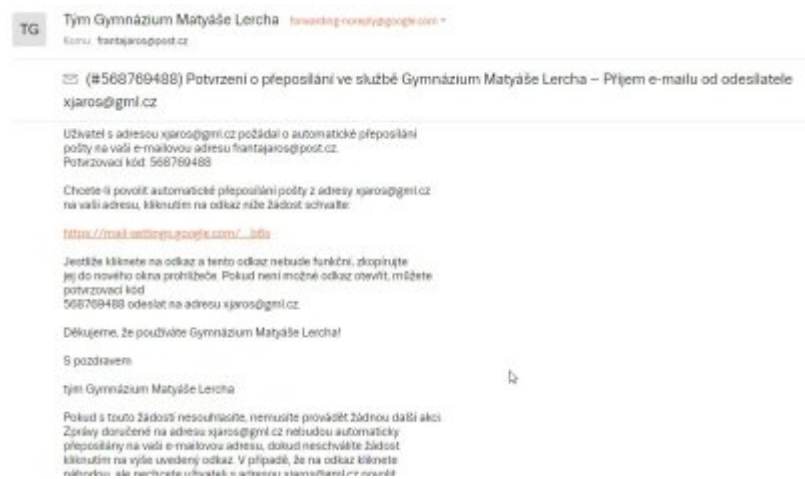 TG
Tým Gymnázium Matyáše Lercha forwarding-noreply@google.com
Komu: frantajaros@post.cz
(#568769488) Potvrzení o přeposílání ve službě Gymnázium Matyáše Lercha – Příjem e-mailu od odesílatele
xjaros@gml.cz
Uživatel s adresou xjaros@gml.cz požádal o automatické přeposílání
pošty na vaši e-mailovou adresu frantajaros@post.cz.
Potvrzovací kód: 568769488
Chcete-li povolit automatické přeposílání pošty z adresy xjaros@gml.cz
na vaši adresu, kliknutím na odkaz níže žádost schvalte:
https://mail-settings.google.com/
Jestliže kliknete na odkaz a tento odkaz nebude funkční, zkopírujte
jej do nového okna prohlížeče. Pokud není možné odkaz otevřít, můžete
potvrzovací kód
568769488 odeslat na adresu xjaros@gml.cz.
Děkujeme, že používáte Gymnázium Matyáše Lercha!
S pozdravem
tým Gymnázium Matyáše Lercha
Pokud s touto žádostí nesouhlasíte, nemusíte provádět žádnou další akci.
Zprávy doručené na adresu xjaros@gml.cz nebudou automaticky
přeposílány na vaši e-mailovou adresu, dokud neschválíte žádost
kliknutím na výše uvedený odkaz. V případě, že na odkaz kliknete
náhodou, ale nechcete uživateli s adresou xjaros@gml.cz povolit